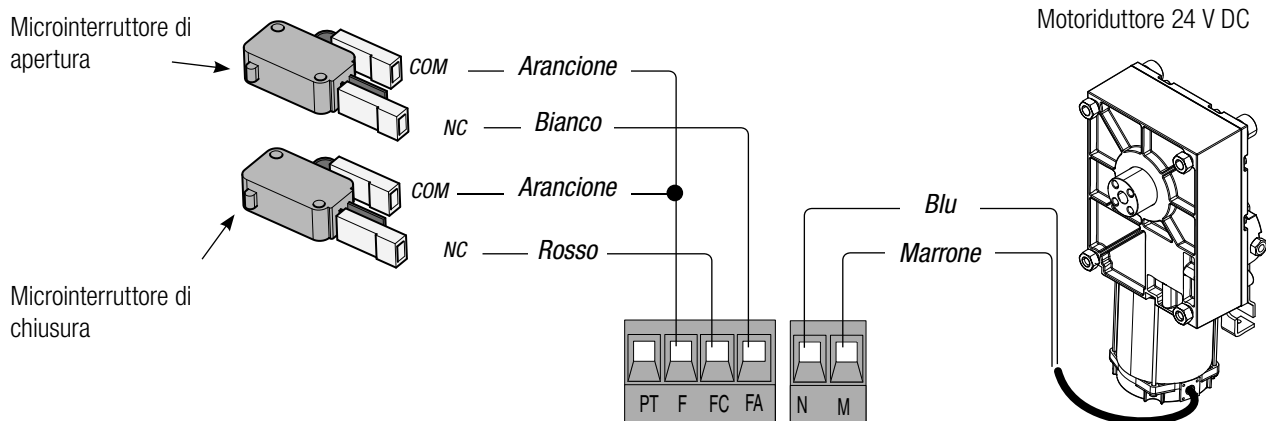 Microinterruttore di
apertura
Motoriduttore 24 V DC
COM Arancione
NC Bianco
COM Arancione
NC Rosso
Blu
Marrone
Microinterruttore di
chiusura
PT F FC FA N M